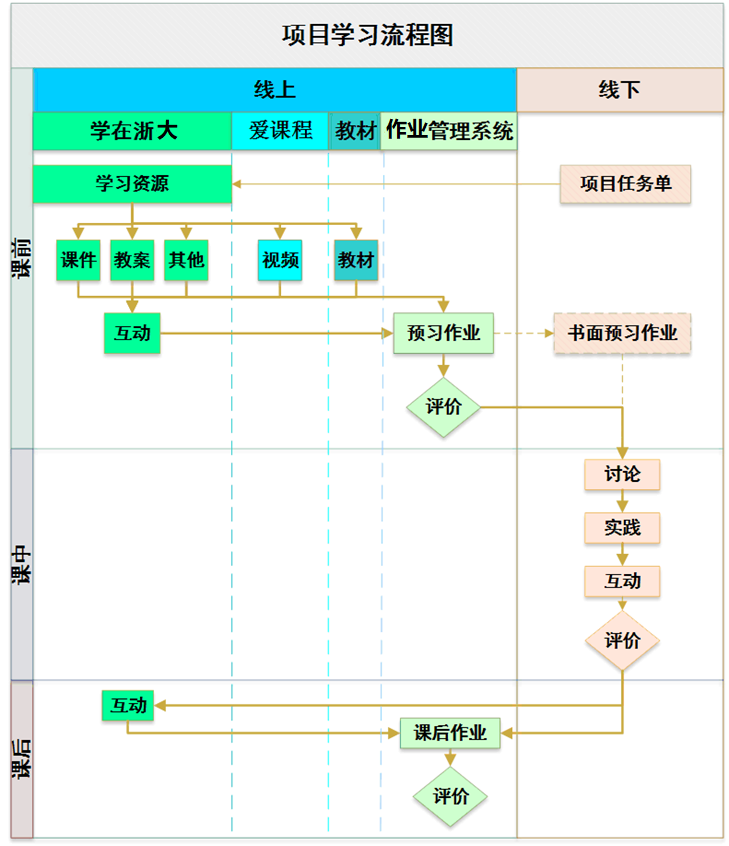 项目学习流程图
线上
线下
学在浙大
爱课程
教材
作业管理系统
课前
学习资源
项目任务单
课件
教案
其他
视频
教材
互动
预习作业
书面预习作业
评价
课中
讨论
实践
互动
评价
课后
互动
课后作业
评价